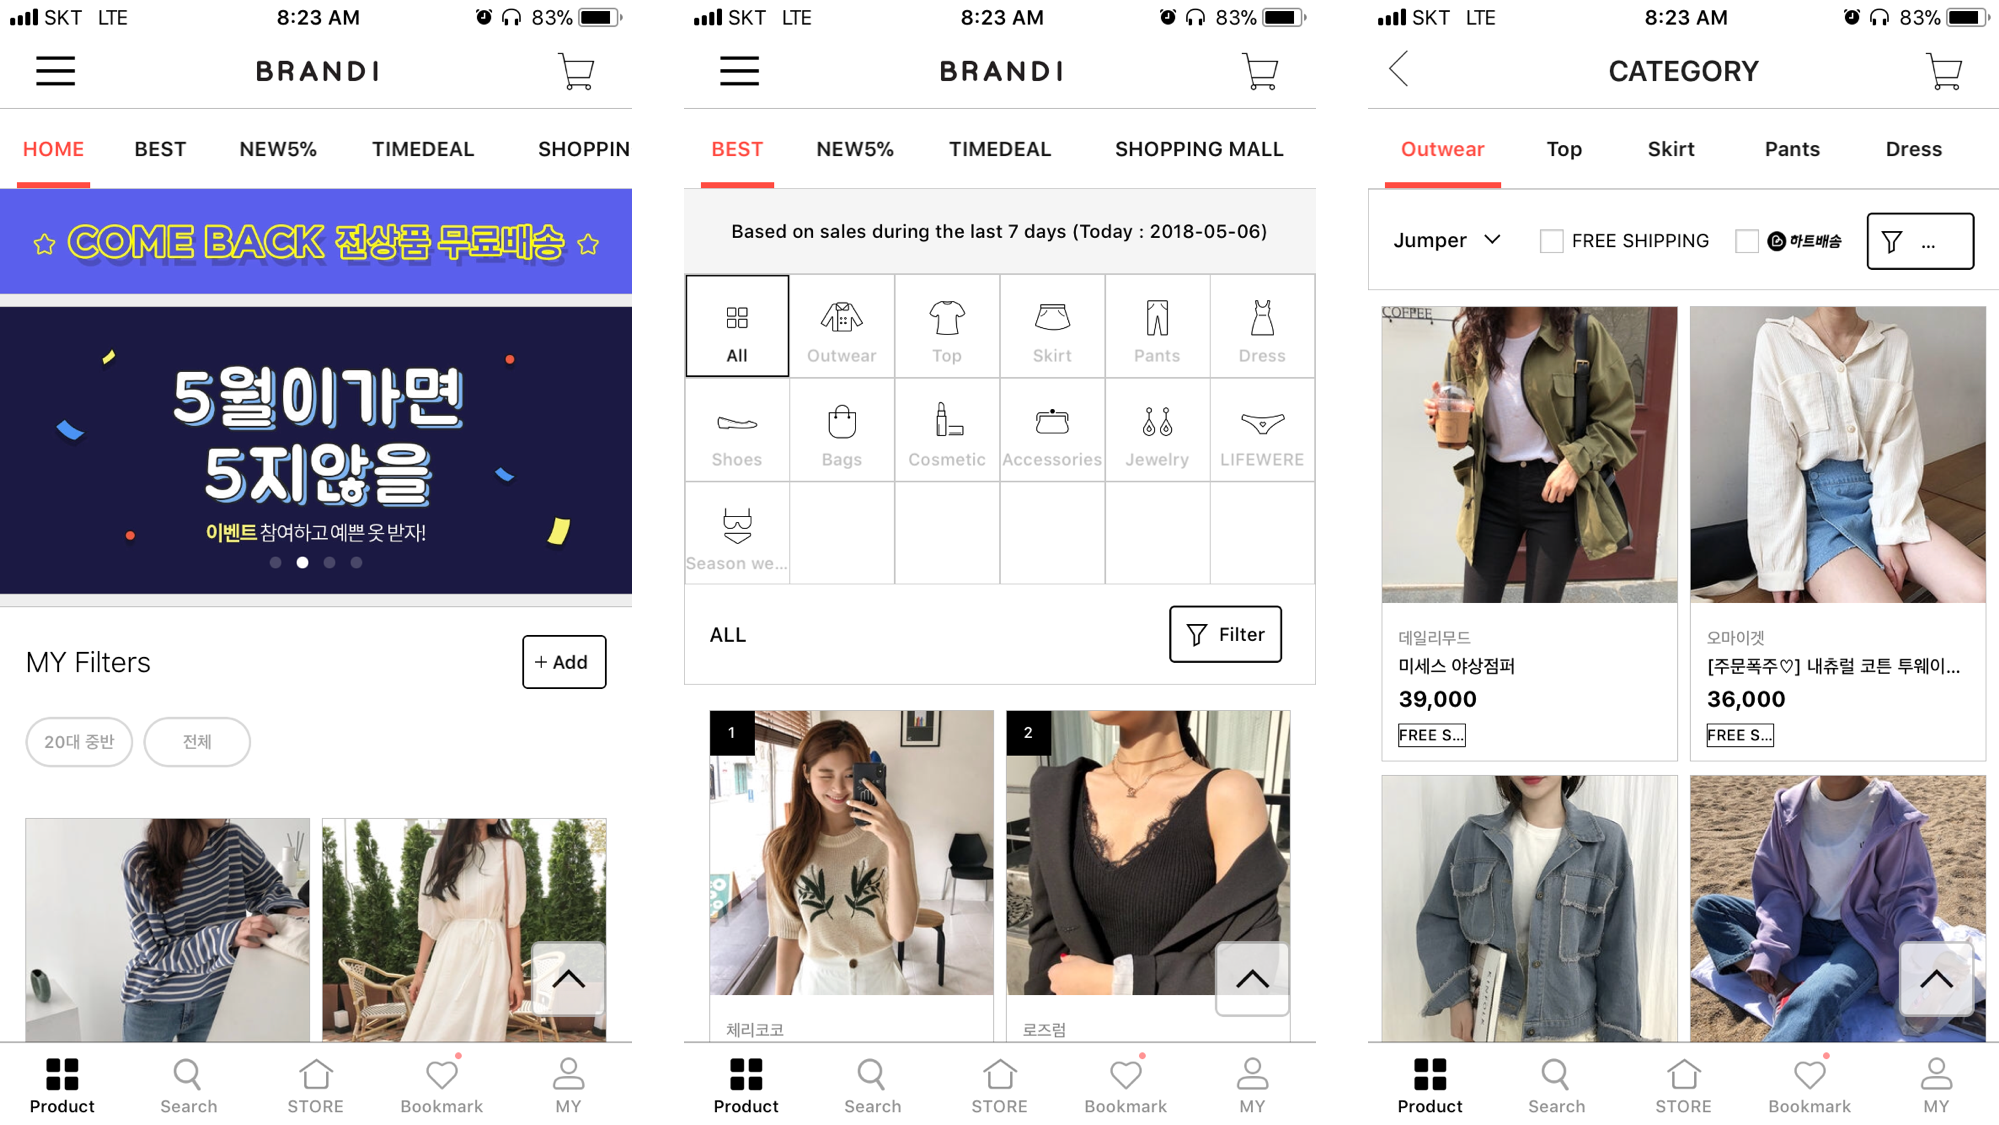 SKT LTE 8:23 AM 83%
BRANDI
HOME BEST NEW5% TIMEDEAL SHOPPIN
COME BACK 전상품 무료배송
5월이가면
5지않을
이벤트 참여하고 예쁜 옷 받자!
MY Filters
+ Add
20대 중반 전체
Product Search STORE Bookmark MY
SKT LTE 8:23 AM 83%
BRANDI
BEST NEW5% TIMEDEAL SHOPPING MALL
Based on sales during the last 7 days (Today : 2018-05-06)
All Outwear Top Skirt Pants Dress
Shoes Bags Cosmetic Accessories Jewelry LIFEWERE
Season we...
ALL
Filter
1 2
체리코코 로즈럼
Product Search STORE Bookmark MY
SKT LTE 8:23 AM 83%
CATEGORY
Outwear Top Skirt Pants Dress
Jumper FREE SHIPPING 하트배송 ...
COFFEE
데일리무드
미세스 야상점퍼
39,000
FREE S...
오마이겟
[주문폭주♡] 내츄럴 코튼 투웨이...
36,000
FREE S...
Product Search STORE Bookmark MY